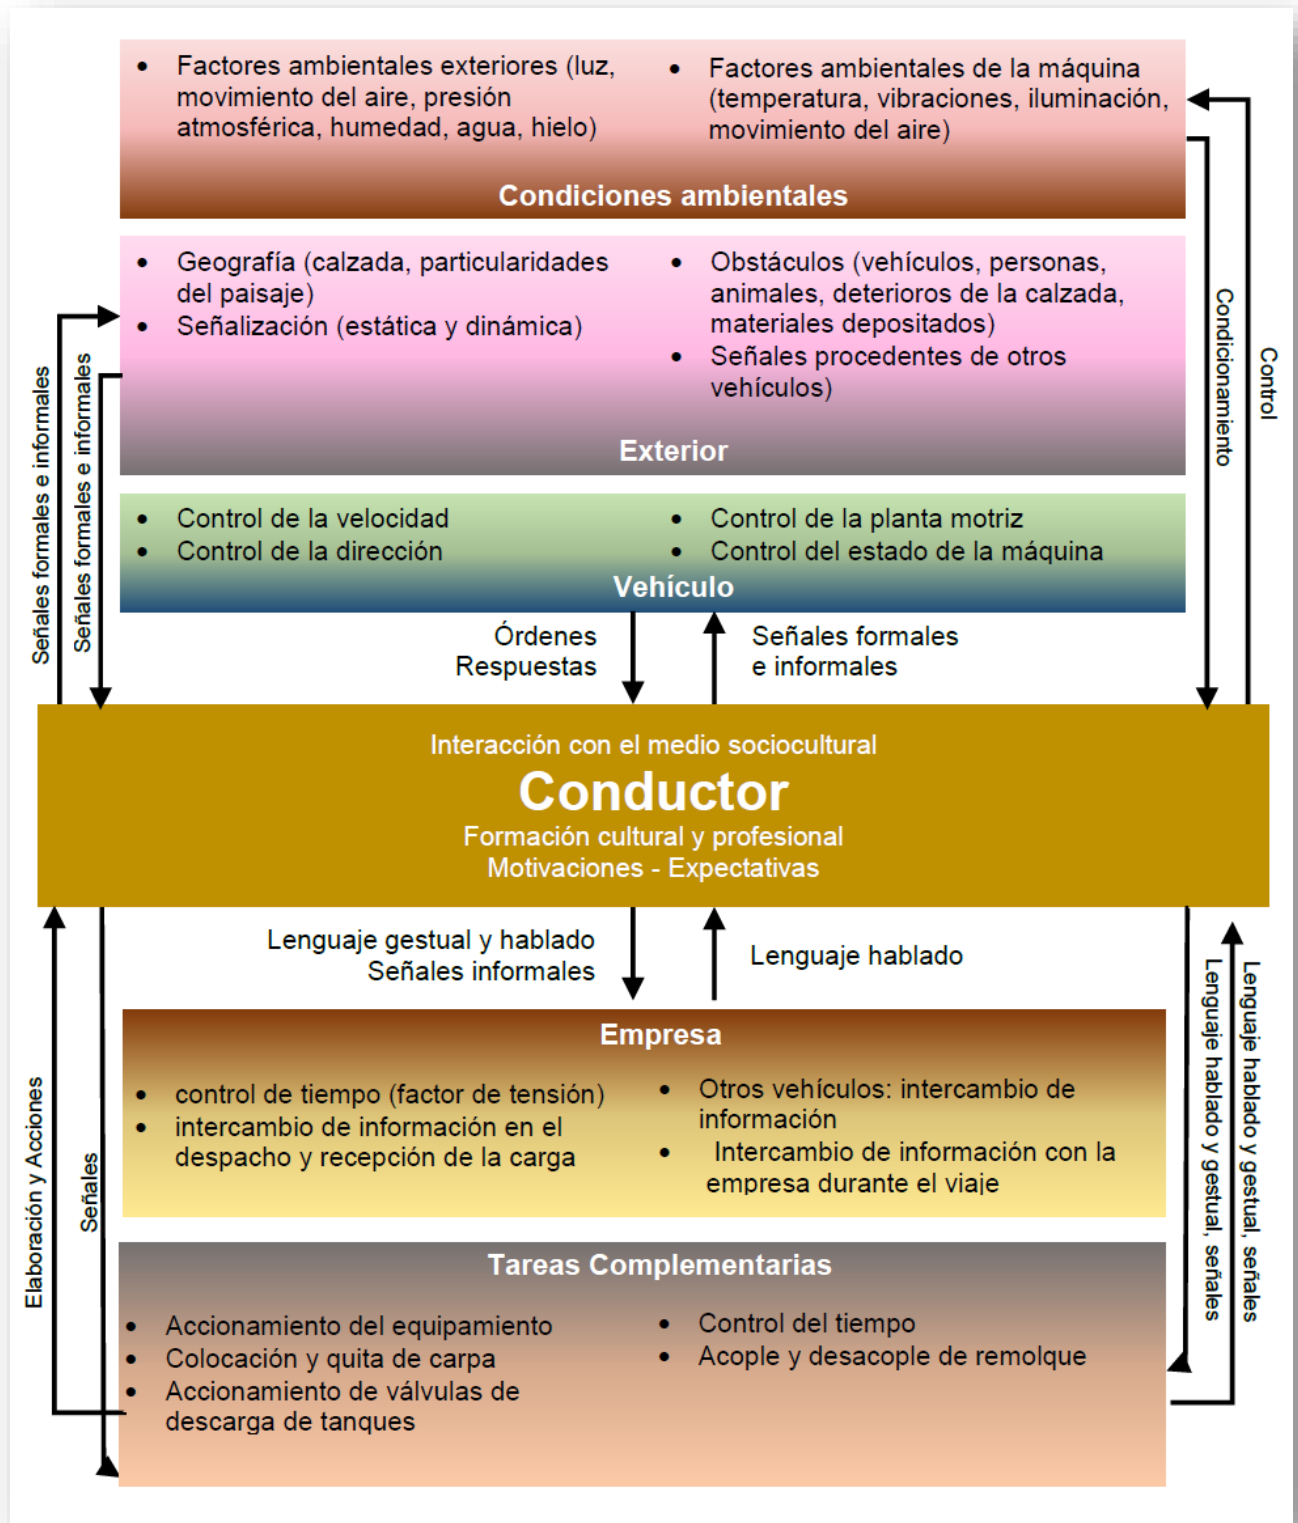 • Factores ambientales exteriores (luz,
movimiento del aire, presión
atmosférica, humedad, agua, hielo)
• Factores ambientales de la máquina
(temperatura, vibraciones, iluminación,
movimiento del aire)
Condiciones ambientales
• Geografía (calzada, particularidades
del paisaje)
• Señalización (estática y dinámica)
• Obstáculos (vehículos, personas,
animales, deterioros de la calzada,
materiales depositados)
• Señales procedentes de otros
vehículos)
Exterior
• Control de la velocidad
• Control de la dirección
• Control de la planta motriz
• Control del estado de la máquina
Vehículo
Señales formales e informales
Señales formales e informales
Condicionamiento
Control
Órdenes
Respuestas
Señales formales
e informales
Interacción con el medio sociocultural
Conductor
Formación cultural y profesional
Motivaciones - Expectativas
Lenguaje gestual y hablado
Señales informales
Lenguaje hablado
Empresa
• control de tiempo (factor de tensión)
• intercambio de información en el
despacho y recepción de la carga
• Otros vehículos: intercambio de
información
• Intercambio de información con la
empresa durante el viaje
Elaboración y Acciones
Señales
Lenguaje hablado y gestual, señales
Lenguaje hablado y gestual, señales
Tareas Complementarias
• Accionamiento del equipamiento
• Colocación y quita de carpa
• Accionamiento de válvulas de
descarga de tanques
• Control del tiempo
• Acople y desacople de remolque